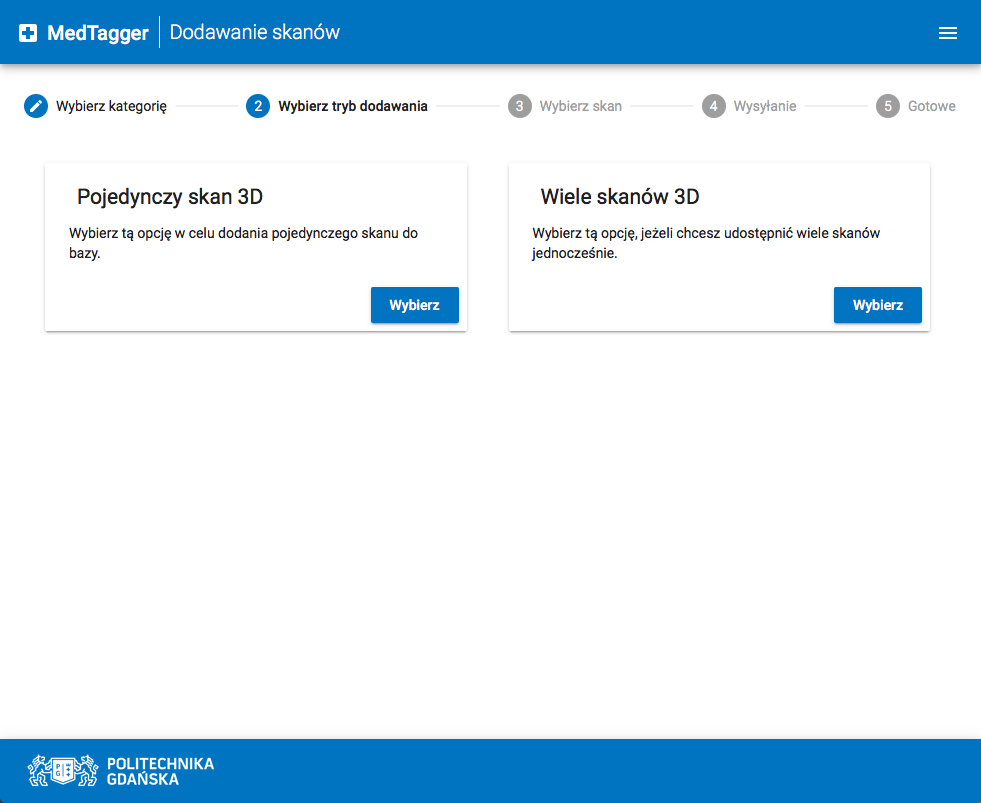 MedTagger Dodawanie skanów
Wybierz kategorię 2 Wybierz tryb dodawania 3 Wybierz skan 4 Wysyłanie 5 Gotowe
Pojedynczy skan 3D
Wybierz tą opcję w celu dodania pojedynczego skanu do
bazy.
Wybierz
Wiele skanów 3D
Wybierz tą opcję, jeżeli chcesz udostępnić wiele skanów
jednocześnie.
Wybierz
PG
POLITECHNIKA
GDAŃSKA